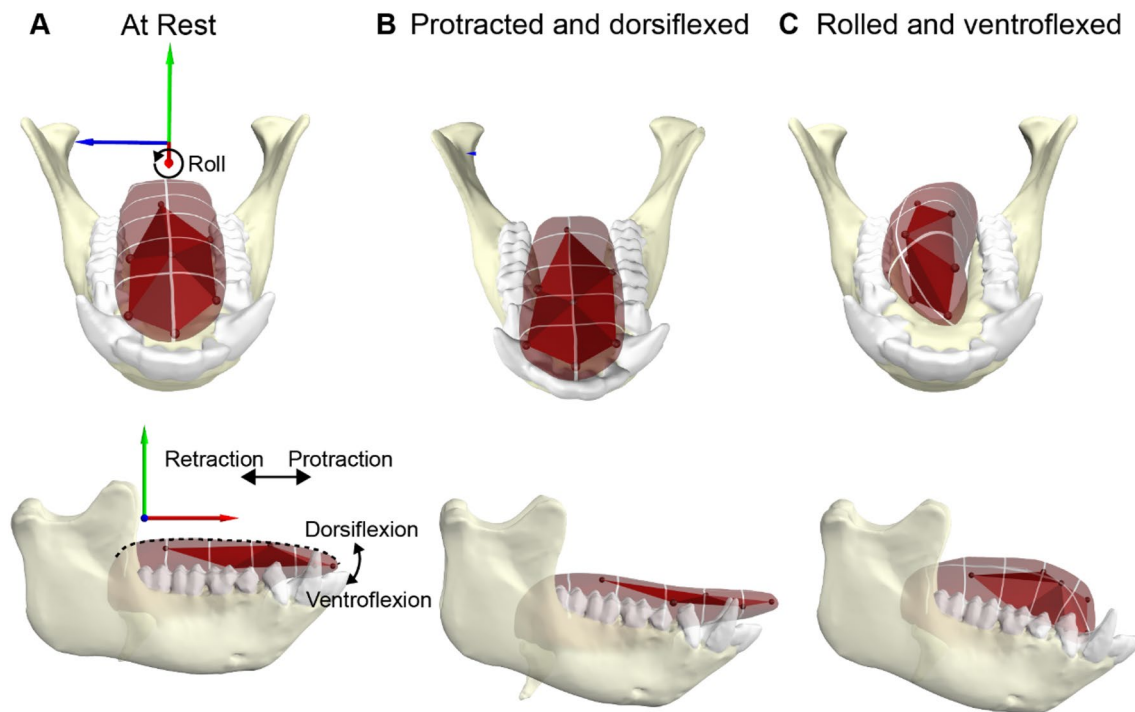 A At Rest
B Protracted and dorsiflexed
C Rolled and ventroflexed
Roll
Retraction Protraction
Dorsiflexion
Ventroflexion